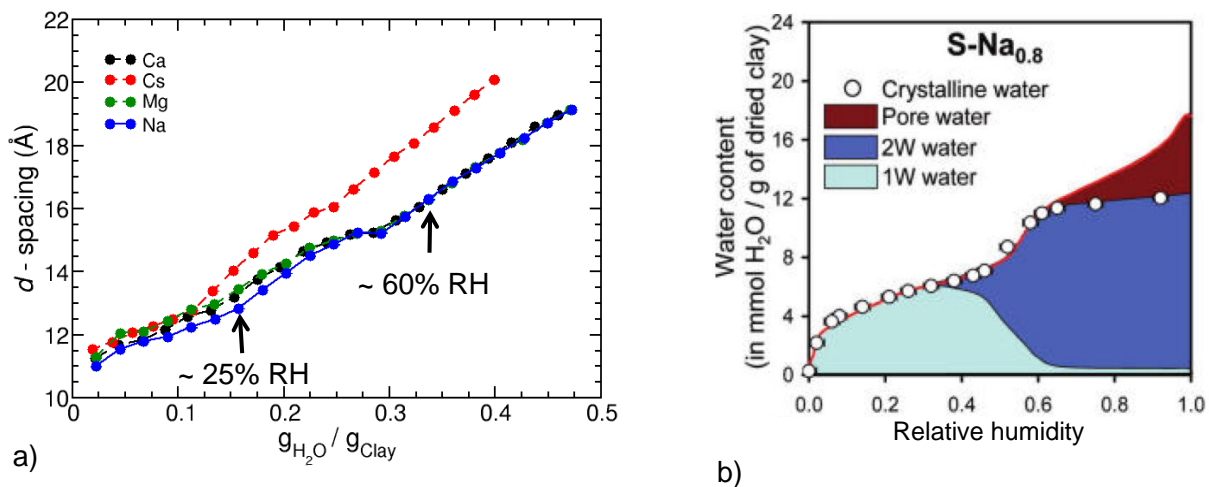 22
20
18
16
14
12
10
d - spacing (Å)
Ca
Cs
Mg
Na
~ 60% RH
~ 25% RH
0 0.1 0.2 0.3 0.4 0.5
g_H₂O / g_Clay
a)
24
20
16
12
8
4
0
Water content
(in mmol H₂O / g of dried clay)
S-Na₀.₈
Crystalline water
Pore water
2W water
1W water
0.0 0.2 0.4 0.6 0.8 1.0
Relative humidity
b)